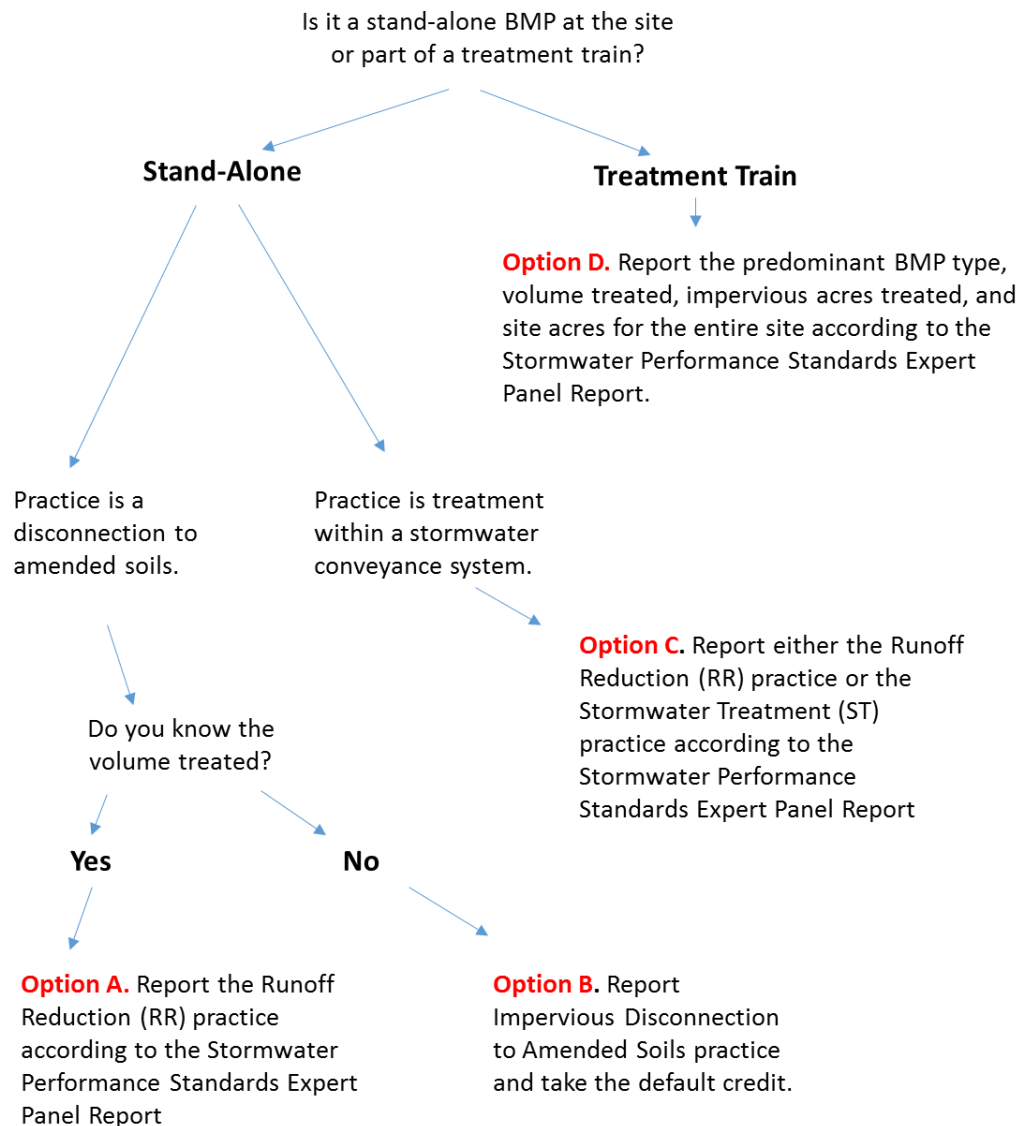 Is it a stand-alone BMP at the site
or part of a treatment train?
Stand-Alone
Treatment Train
Option D. Report the predominant BMP type,
volume treated, impervious acres treated, and
site acres for the entire site according to the
Stormwater Performance Standards Expert
Panel Report.
Practice is a
disconnection to
amended soils.
Practice is treatment
within a stormwater
conveyance system.
Option C. Report either the Runoff
Reduction (RR) practice or the
Stormwater Treatment (ST)
practice according to the
Stormwater Performance
Standards Expert Panel Report
Do you know the
volume treated?
Yes
No
Option A. Report the Runoff
Reduction (RR) practice
according to the Stormwater
Performance Standards Expert
Panel Report
Option B. Report
Impervious Disconnection
to Amended Soils practice
and take the default credit.